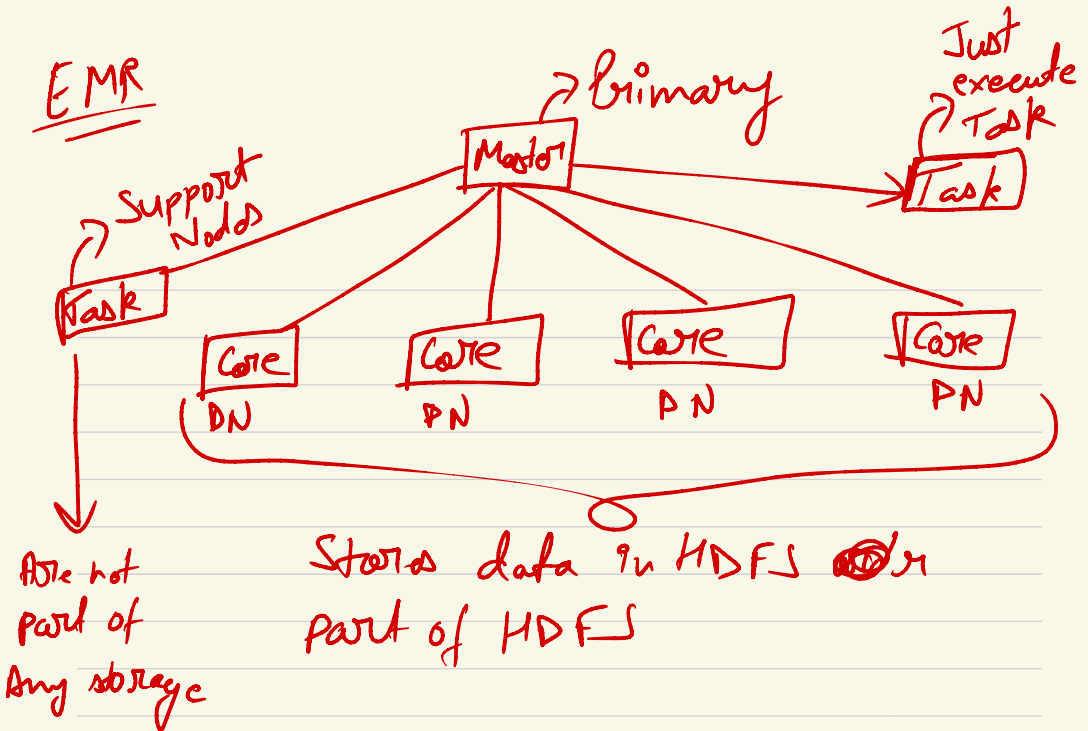 EMR
Primary
Just
execute
Task
Master
Task
Support
Nodes
Task
Core
Core
Core
Core
DN
DN
DN
DN
Stores data in HDFS or
part of HDFS
Are not
part of
Any storage